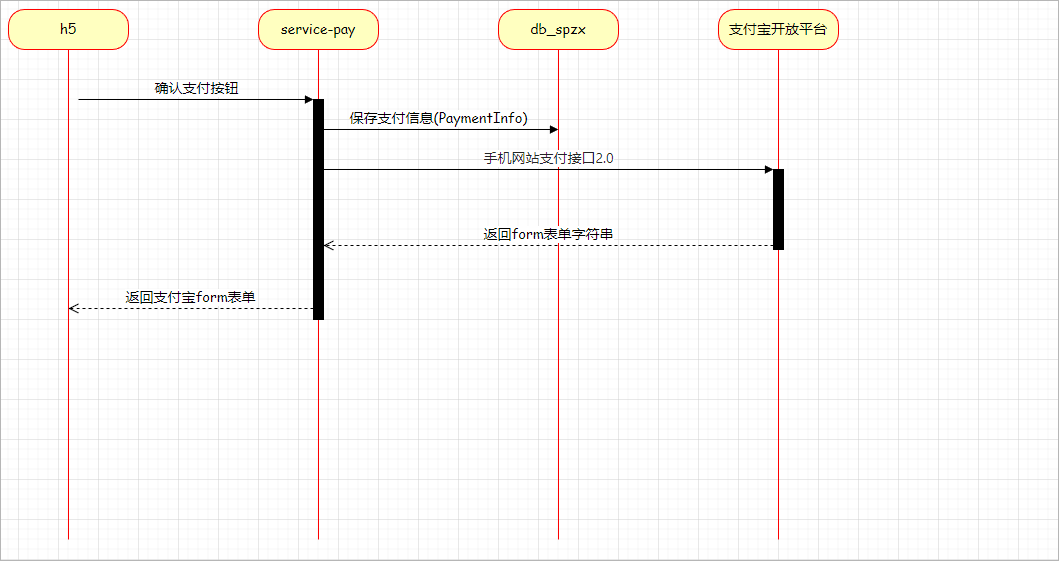 h5
service-pay
db_spzx
支付宝开放平台
确认支付按钮
保存支付信息(PaymentInfo)
手机网站支付接口2.0
返回form表单字符串
返回支付宝form表单